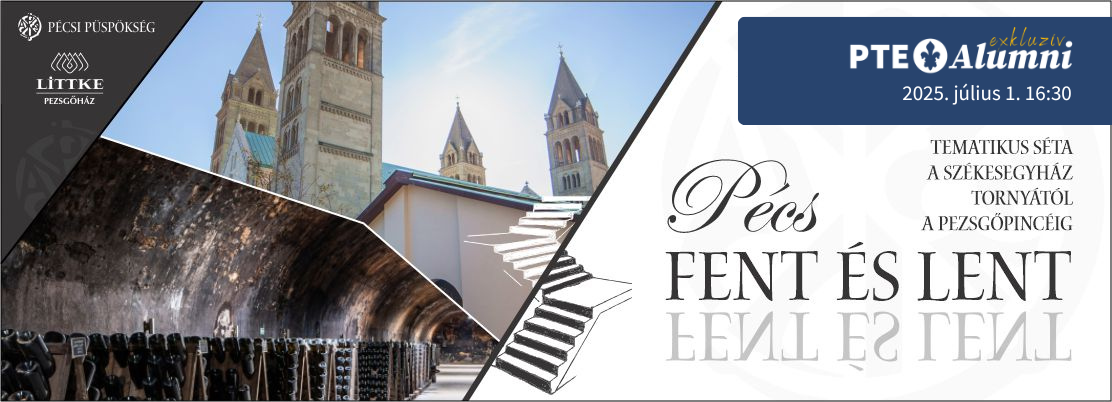 PÉCSI PÜSPÖKSÉG
LITTKE
PEZSGŐHÁZ
exkluzív
PTE Alumni
2025. július 1. 16:30
TEMATIKUS SÉTA
A SZÉKESEGYHÁZ
TORNYÁTÓL
A PEZSGŐPINCÉIG
Pécs
FENT ÉS LENT
FENT ÉS LENT